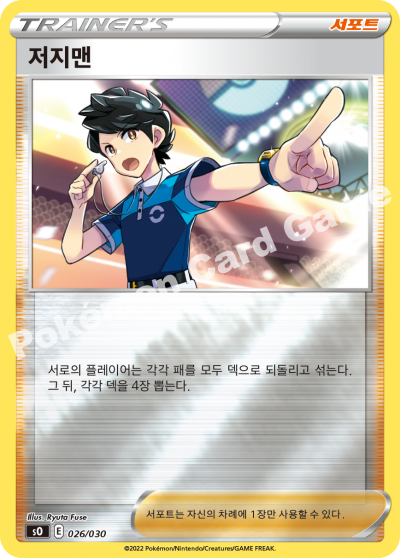 TRAINER'S
서포트
저지맨
Pokémon Card Game
서로의 플레이어는 각각 패를 모두 덱으로 되돌리고 섞는다.
그 뒤, 각각 덱을 4장 뽑는다.
Illus. Ryuta Fuse
s0 E 026/030
서포트는 자신의 차례에 1장만 사용할 수 있다.
©2022 Pokémon/Nintendo/Creatures/GAME FREAK.